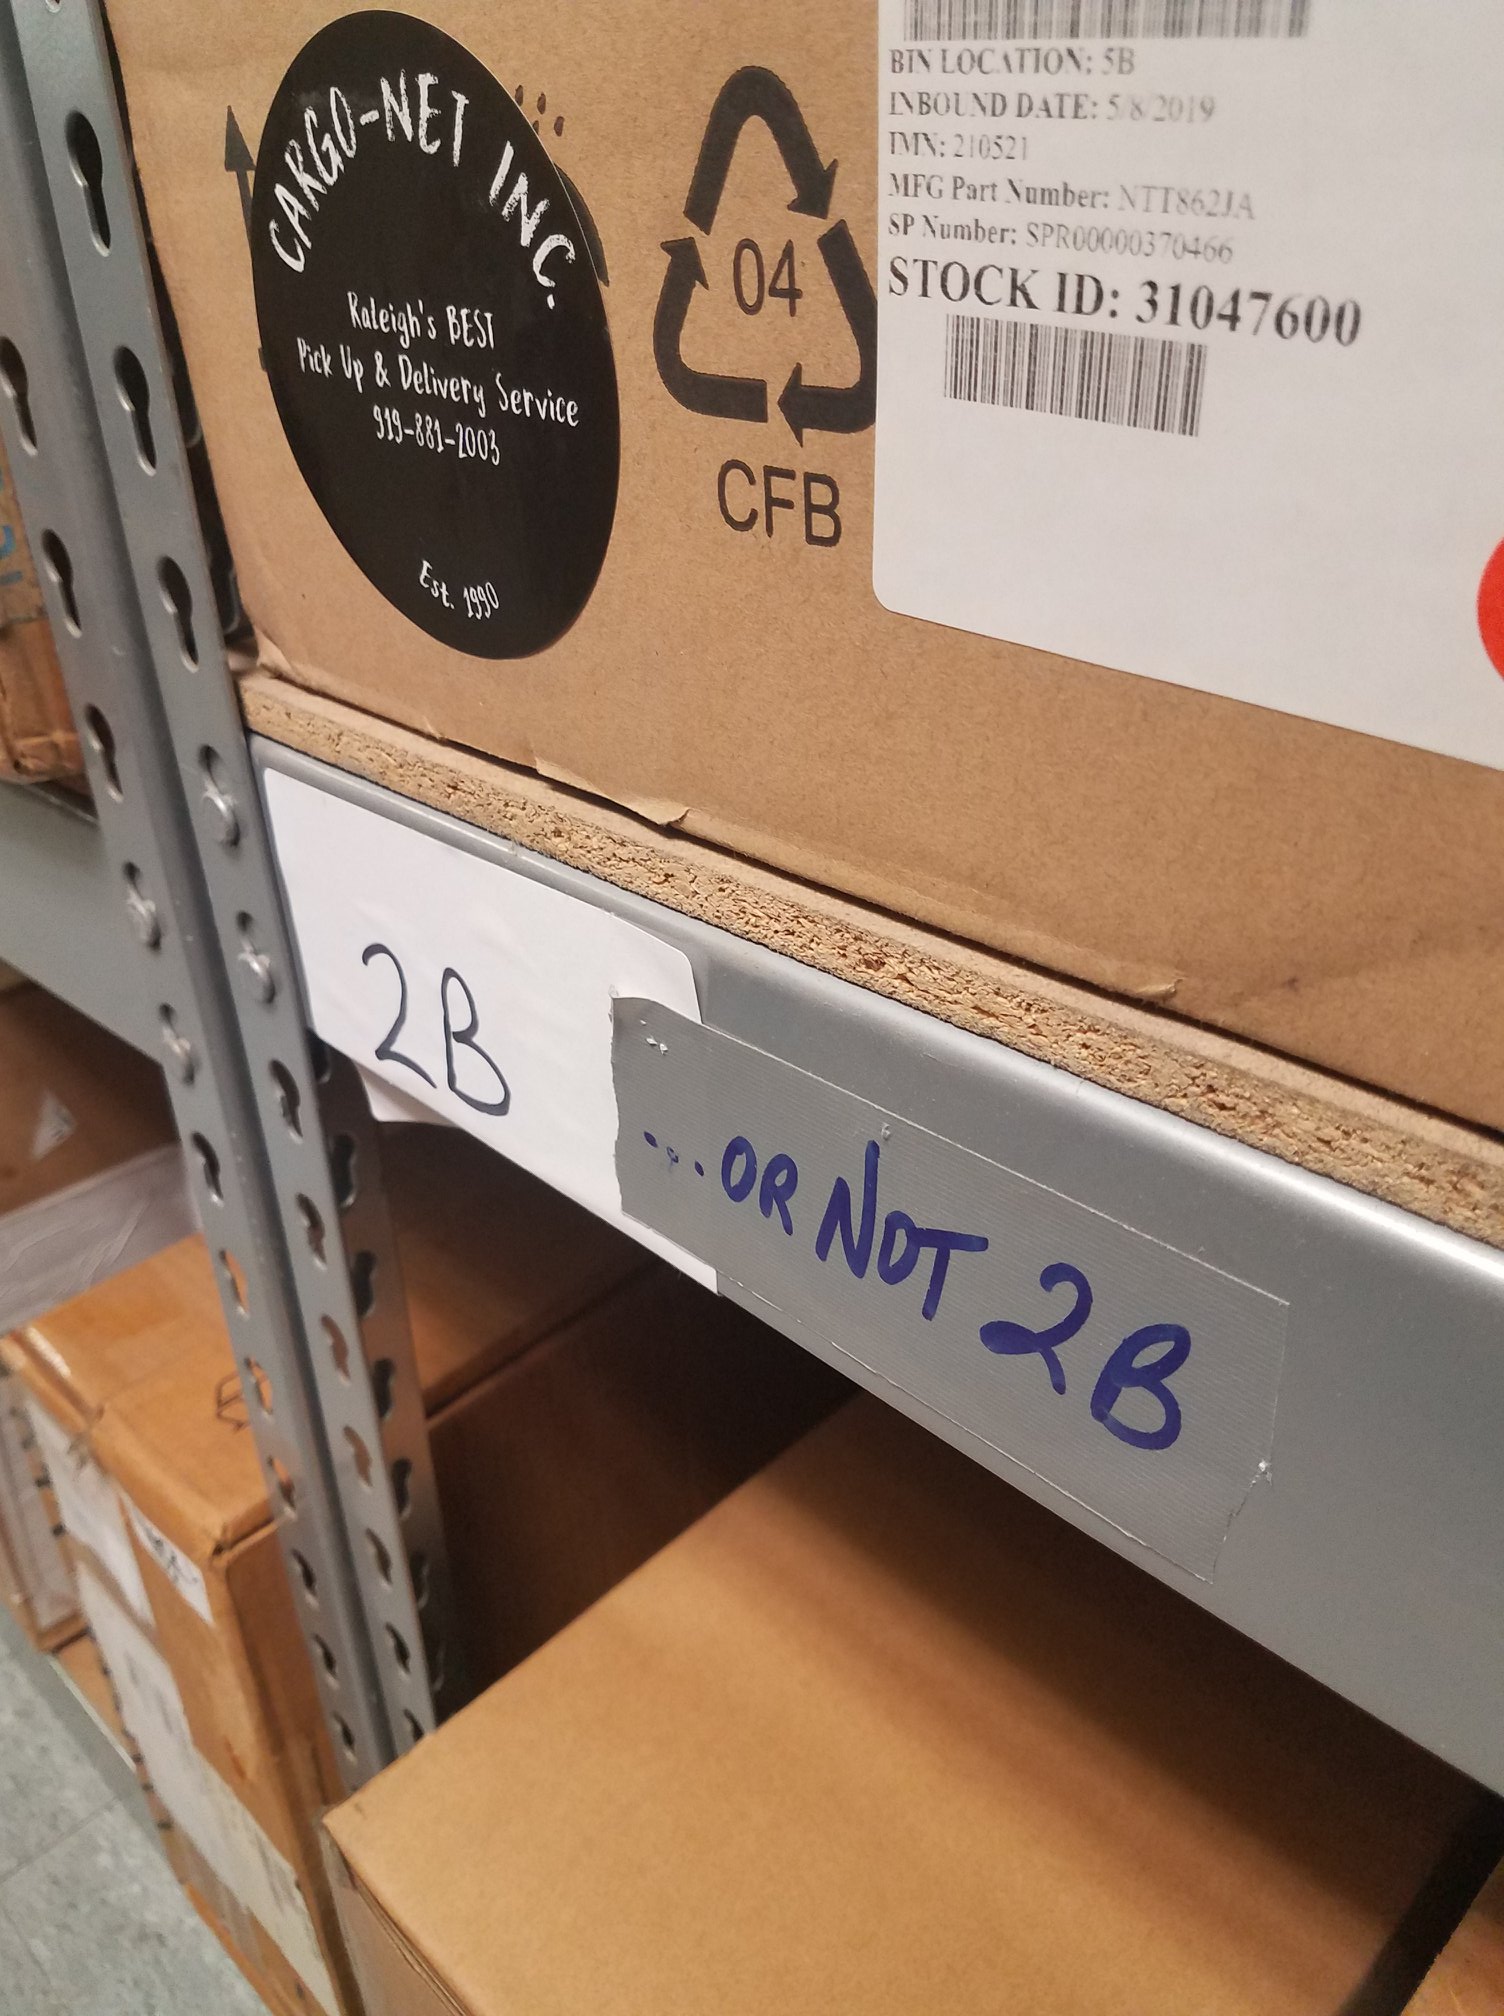 CARGO-NET INC.
Raleigh's BEST
Pick Up & Delivery Service
919-881-2003
Est. 1990
04
CFB
BIN LOCATION: 5B
INBOUND DATE: 5/8/2019
IMN: 210521
MFG Part Number: NTT862JA
SP Number: SPR00000370466
STOCK ID: 31047600
2B
...OR NOT 2B